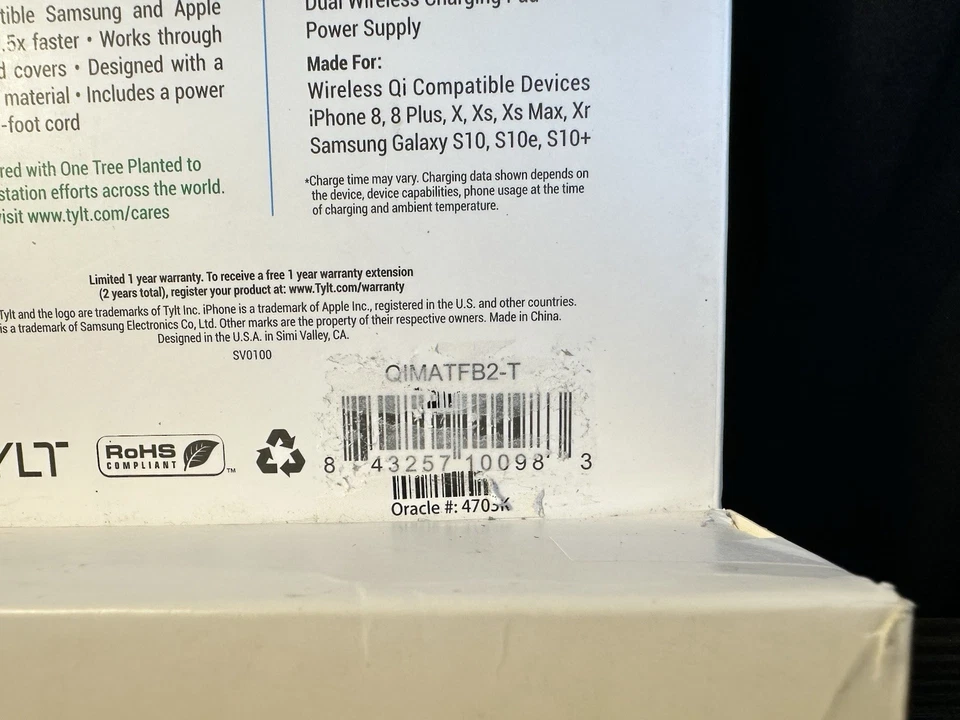 tible Samsung and Apple
.5x faster • Works through
d covers • Designed with a
material • Includes a power
-foot cord
red with One Tree Planted to
station efforts across the world.
visit www.tylt.com/cares
Dual Wireless Charging Pad
Power Supply
Made For:
Wireless Qi Compatible Devices
iPhone 8, 8 Plus, X, Xs, Xs Max, Xr
Samsung Galaxy S10, S10e, S10+
*Charge time may vary. Charging data shown depends on
the device, device capabilities, phone usage at the time
of charging and ambient temperature.
Limited 1 year warranty. To receive a free 1 year warranty extension
(2 years total), register your product at: www.Tylt.com/warranty
Tylt and the logo are trademarks of Tylt Inc. iPhone is a trademark of Apple Inc., registered in the U.S. and other countries.
is a trademark of Samsung Electronics Co, Ltd. Other marks are the property of their respective owners. Made in China.
Designed in the U.S.A. in Simi Valley, CA.
SV0100
QIMATFB2-T
YLT
RoHS
COMPLIANT
TM
8 43257 10098 3
Oracle #: